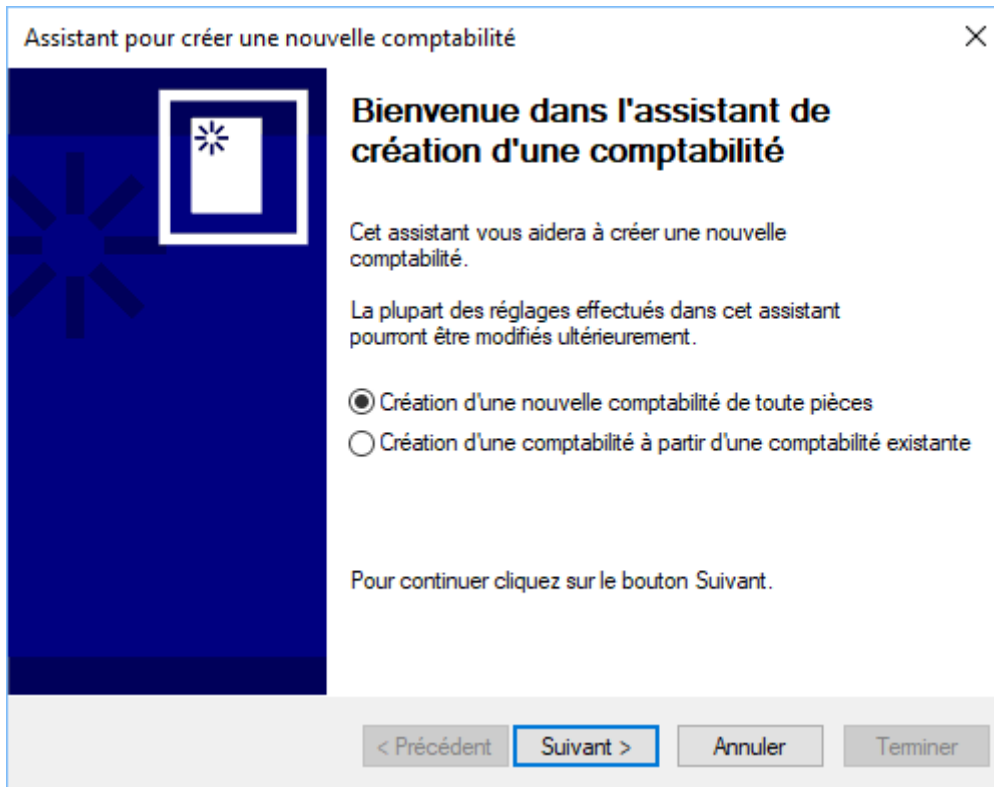 Assistant pour créer une nouvelle comptabilité
Bienvenue dans l'assistant de
création d'une comptabilité
Cet assistant vous aidera à créer une nouvelle
comptabilité.
La plupart des réglages effectués dans cet assistant
pourront être modifiés ultérieurement.
Création d'une nouvelle comptabilité de toute pièces
Création d'une comptabilité à partir d'une comptabilité existante
Pour continuer cliquez sur le bouton Suivant.
< Précédent Suivant > Annuler Terminer